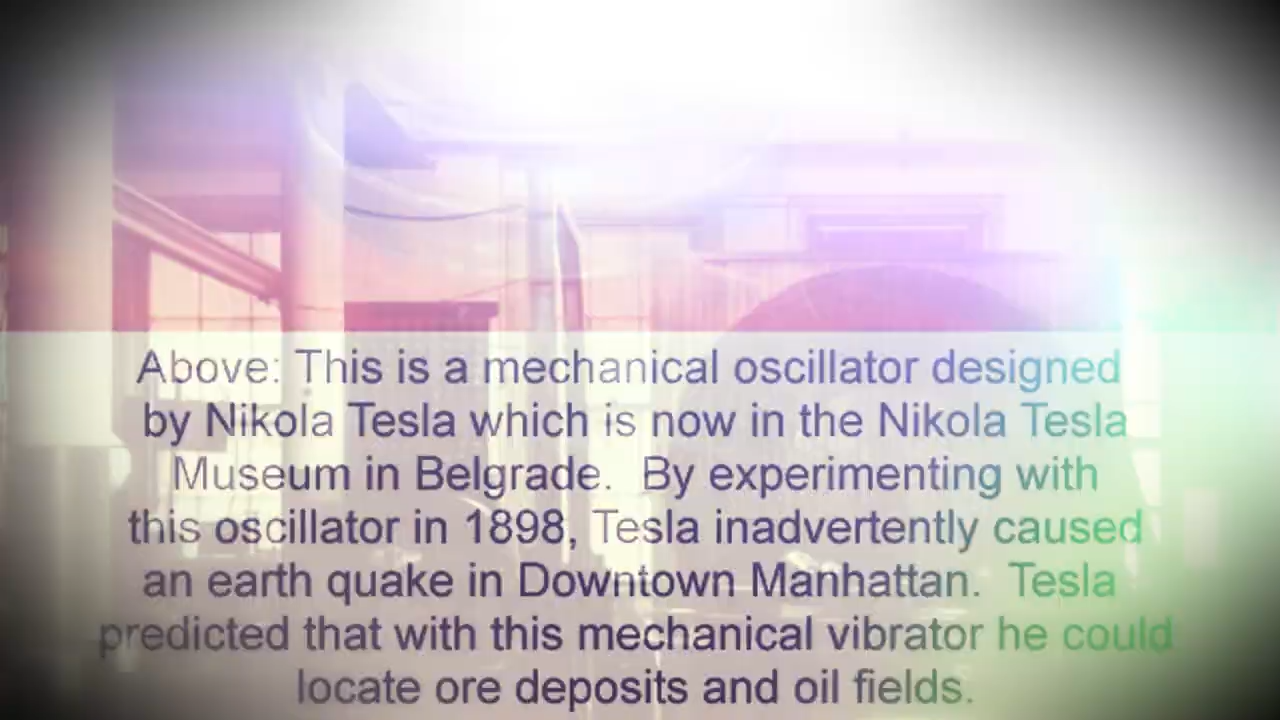 Above: This is a mechanical oscillator designed
by Nikola Tesla which is now in the Nikola Tesla
Museum in Belgrade.  By experimenting with
this oscillator in 1898, Tesla inadvertently caused
an earth quake in Downtown Manhattan.  Tesla
predicted that with this mechanical vibrator he could
locate ore deposits and oil fields.